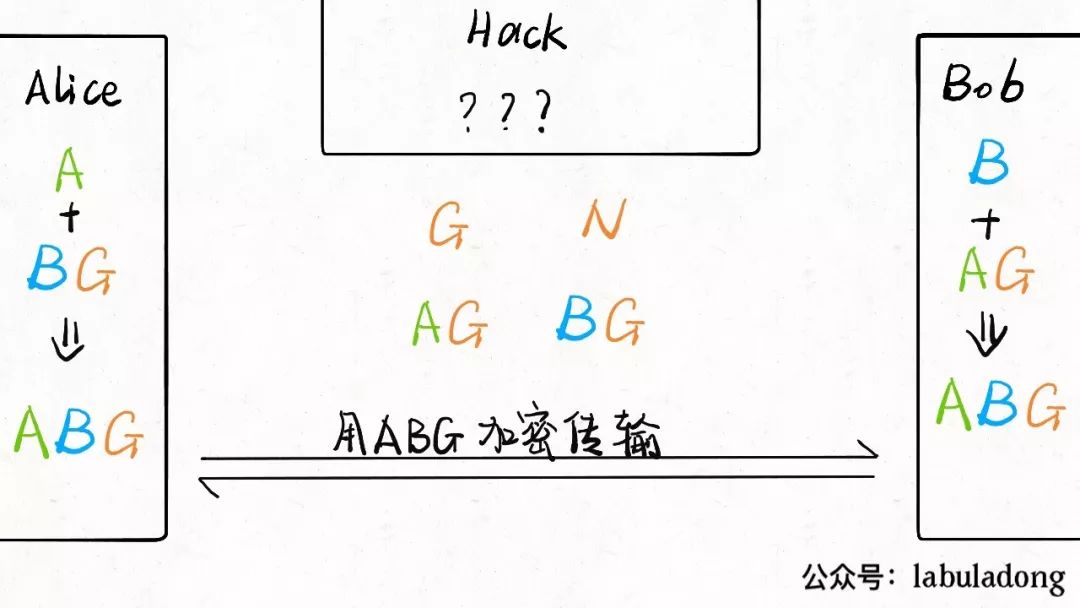 Hack
? ? ?
Alice
A
+
BG
⇓
ABG
G N
AG BG
用ABG加密传输
Bob
B
+
AG
⇓
ABG
公众号：labuladong